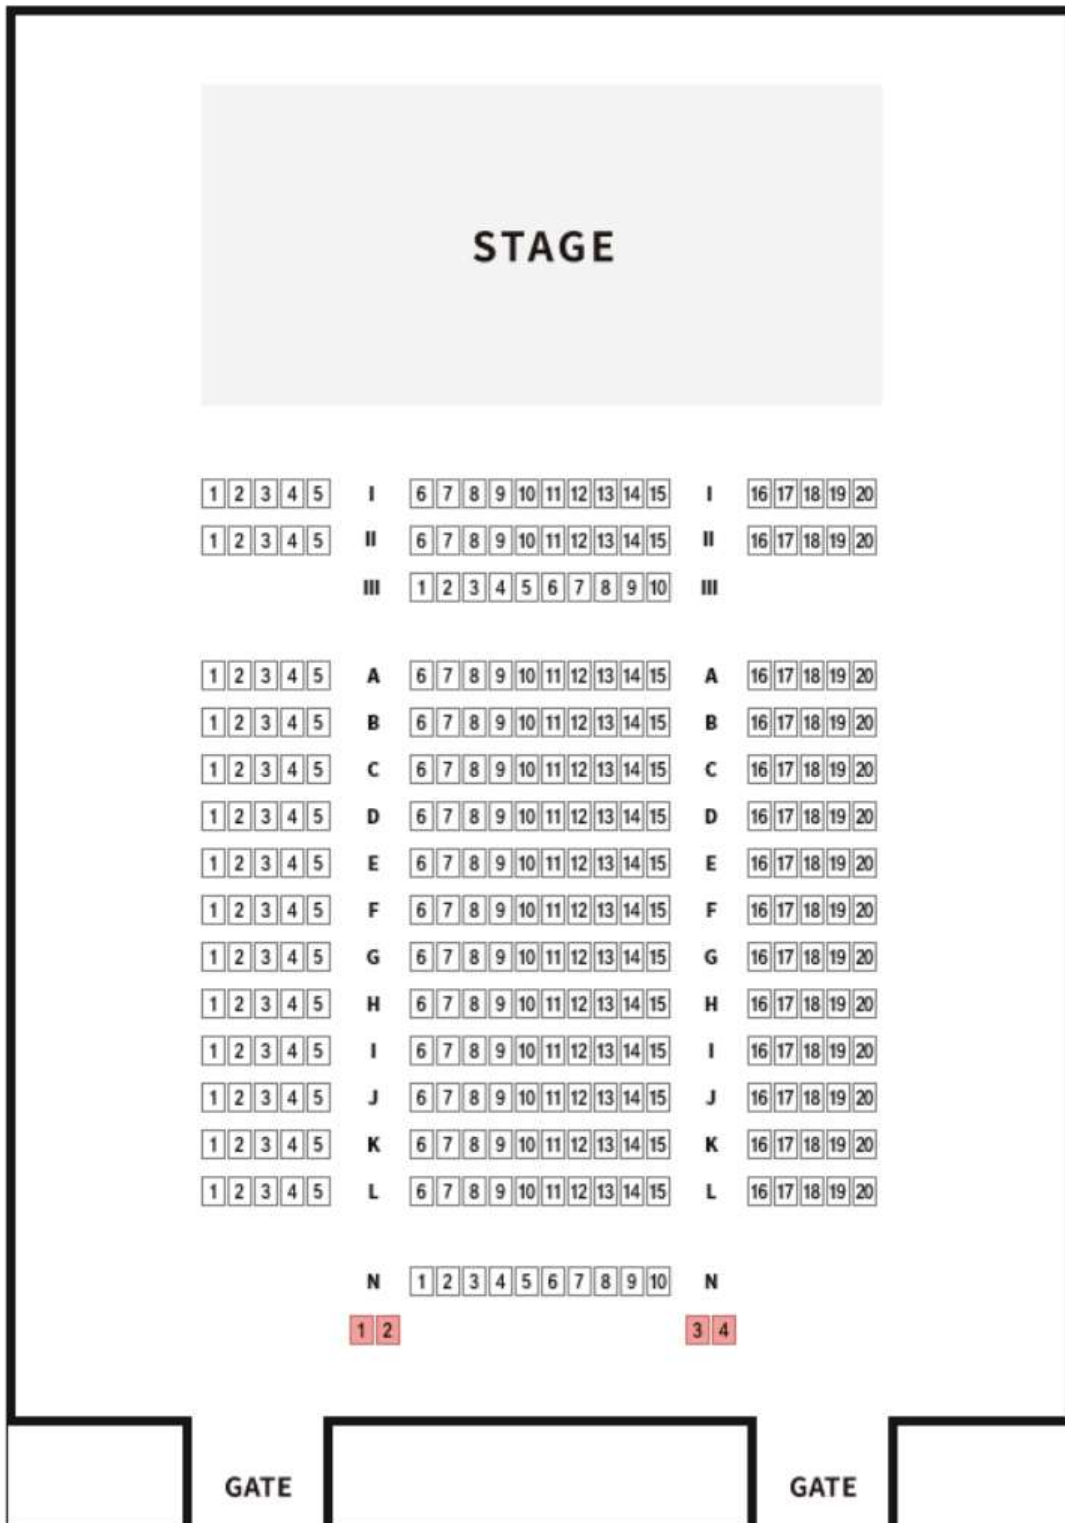 STAGE
1 2 3 4 5 I 6 7 8 9 10 11 12 13 14 15 I 16 17 18 19 20
1 2 3 4 5 II 6 7 8 9 10 11 12 13 14 15 II 16 17 18 19 20
III 1 2 3 4 5 6 7 8 9 10 III
1 2 3 4 5 A 6 7 8 9 10 11 12 13 14 15 A 16 17 18 19 20
1 2 3 4 5 B 6 7 8 9 10 11 12 13 14 15 B 16 17 18 19 20
1 2 3 4 5 C 6 7 8 9 10 11 12 13 14 15 C 16 17 18 19 20
1 2 3 4 5 D 6 7 8 9 10 11 12 13 14 15 D 16 17 18 19 20
1 2 3 4 5 E 6 7 8 9 10 11 12 13 14 15 E 16 17 18 19 20
1 2 3 4 5 F 6 7 8 9 10 11 12 13 14 15 F 16 17 18 19 20
1 2 3 4 5 G 6 7 8 9 10 11 12 13 14 15 G 16 17 18 19 20
1 2 3 4 5 H 6 7 8 9 10 11 12 13 14 15 H 16 17 18 19 20
1 2 3 4 5 I 6 7 8 9 10 11 12 13 14 15 I 16 17 18 19 20
1 2 3 4 5 J 6 7 8 9 10 11 12 13 14 15 J 16 17 18 19 20
1 2 3 4 5 K 6 7 8 9 10 11 12 13 14 15 K 16 17 18 19 20
1 2 3 4 5 L 6 7 8 9 10 11 12 13 14 15 L 16 17 18 19 20
N 1 2 3 4 5 6 7 8 9 10 N
1 2 3 4
GATE GATE